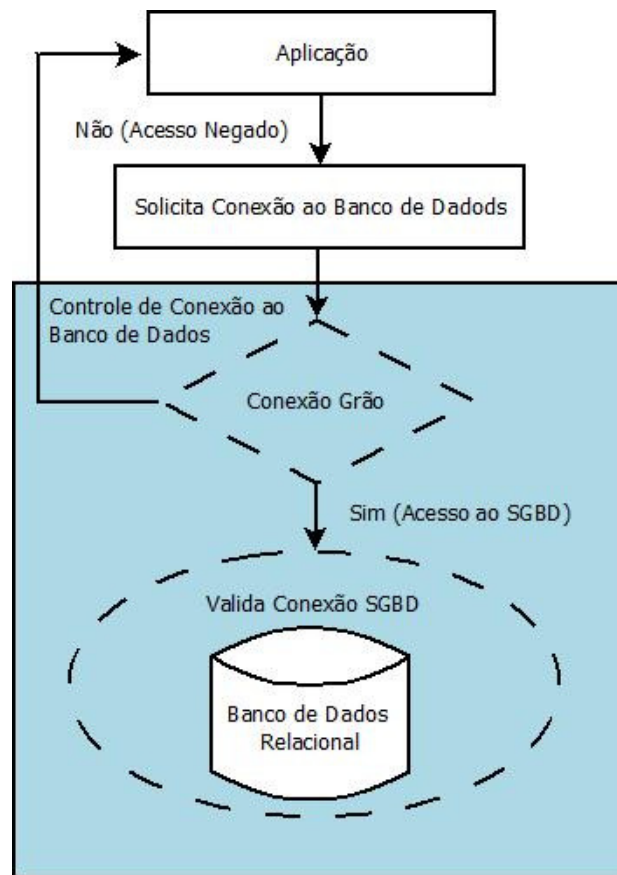 Aplicação
Não (Acesso Negado)
Solicita Conexão ao Banco de Dadods
Controle de Conexão ao
Banco de Dados
Conexão Grão
Sim (Acesso ao SGBD)
Valida Conexão SGBD
Banco de Dados
Relacional